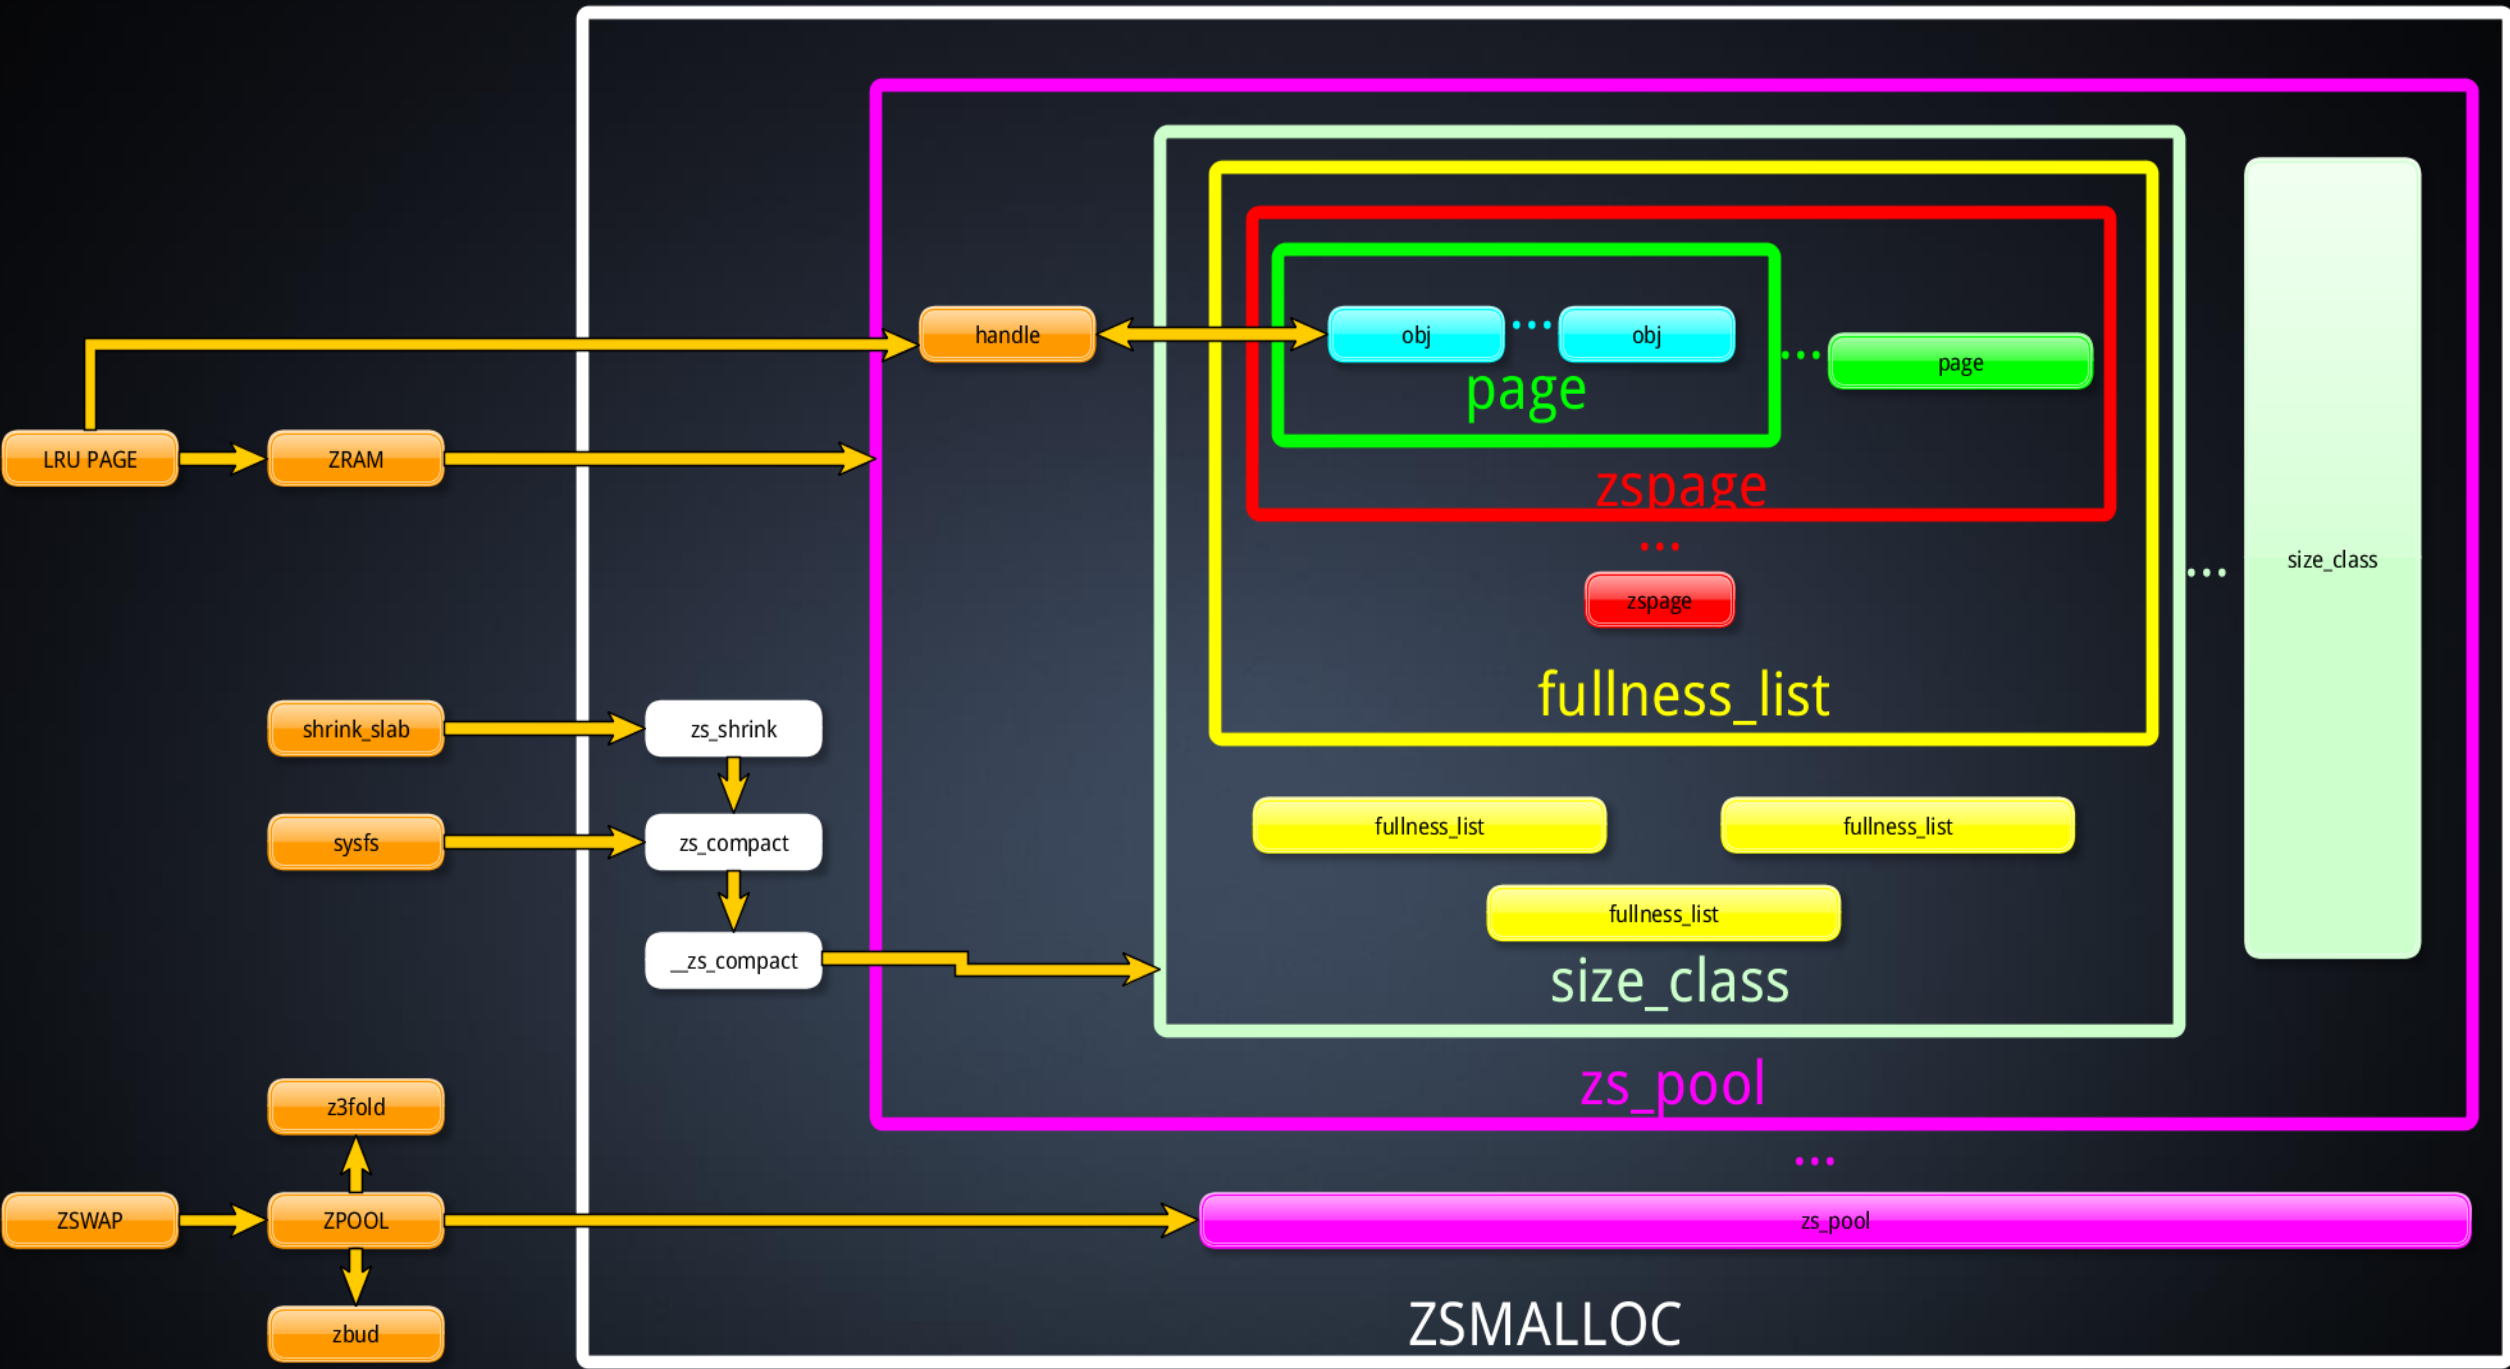 handle
obj
obj
page
page
LRU PAGE
ZRAM
zspage
size_class
zspage
fullness_list
shrink_slab
zs_shrink
sysfs
zs_compact
fullness_list
fullness_list
fullness_list
__zs_compact
size_class
zs_pool
z3fold
ZSWAP
ZPOOL
zs_pool
zbud
ZSMALLOC